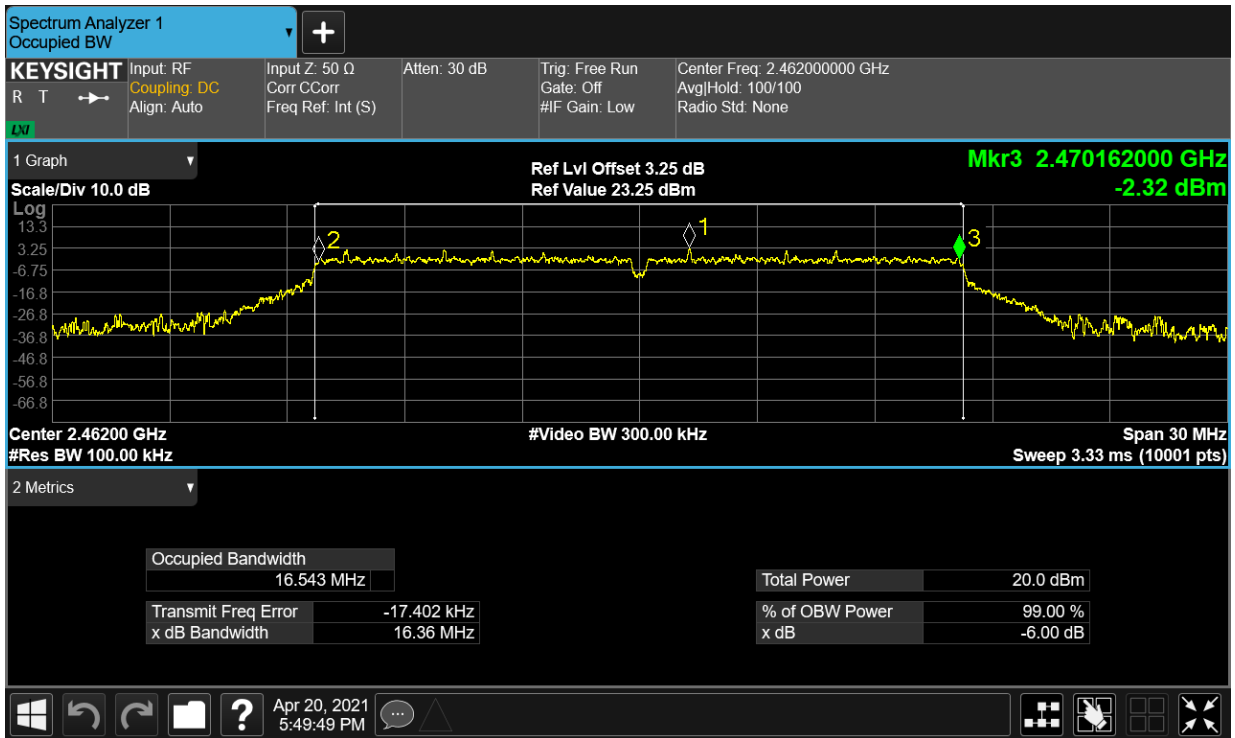 Spectrum Analyzer 1
Occupied BW
▼
+
KEYSIGHT
R T
LXI
Input: RF
Coupling: DC
Align: Auto
Input Z: 50 Ω
Corr CCorr
Freq Ref: Int (S)
Atten: 30 dB
Trig: Free Run
Gate: Off
#IF Gain: Low
Center Freq: 2.462000000 GHz
Avg|Hold: 100/100
Radio Std: None
1 Graph ▼
Scale/Div 10.0 dB
Ref Lvl Offset 3.25 dB
Ref Value 23.25 dBm
Mkr3 2.470162000 GHz
-2.32 dBm
Log
13.3
3.25
-6.75
-16.8
-26.8
-36.8
-46.8
-56.8
-66.8
2
1
3
Center 2.46200 GHz
#Res BW 100.00 kHz
#Video BW 300.00 kHz
Span 30 MHz
Sweep 3.33 ms (10001 pts)
2 Metrics ▼
Occupied Bandwidth
16.543 MHz
Transmit Freq Error -17.402 kHz
x dB Bandwidth 16.36 MHz
Total Power 20.0 dBm
% of OBW Power 99.00 %
x dB -6.00 dB
?
Apr 20, 2021
5:49:49 PM